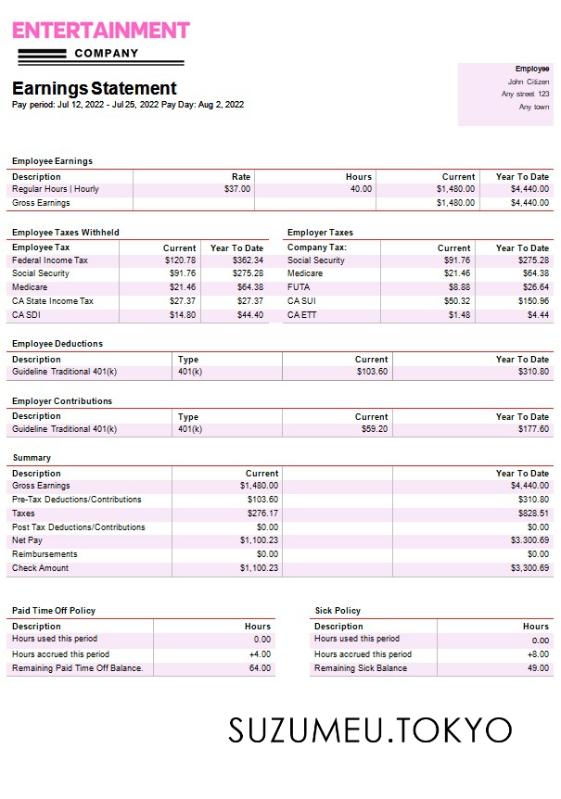 ENTERTAINMENT
COMPANY
Earnings Statement
Pay period: Jul 12, 2022 - Jul 25, 2022 Pay Day: Aug 2, 2022
Employee
John Citizen
Any street 123
Any town
Employee Earnings
Description Rate Hours Current Year To Date
Regular Hours | Hourly $37.00 40.00 $1,480.00 $4,440.00
Gross Earnings $1,480.00 $4,440.00
Employee Taxes Withheld
Employee Tax Current Year To Date
Federal Income Tax $120.78 $362.34
Social Security $91.76 $275.28
Medicare $21.46 $64.38
CA State Income Tax $27.37 $27.37
CA SDI $14.80 $44.40
Employer Taxes
Company Tax: Current Year To Date
Social Security $91.76 $275.28
Medicare $21.46 $64.38
FUTA $8.88 $26.64
CA SUI $50.32 $150.96
CA ETT $1.48 $4.44
Employee Deductions
Description Type Current Year To Date
Guideline Traditional 401(k) 401(k) $103.60 $310.80
Employer Contributions
Description Type Current Year To Date
Guideline Traditional 401(k) 401(k) $59.20 $177.60
Summary
Description Current Year To Date
Gross Earnings $1,480.00 $4,440.00
Pre-Tax Deductions/Contributions $103.60 $310.80
Taxes $276.17 $828.51
Post Tax Deductions/Contributions $0.00 $0.00
Net Pay $1,100.23 $3.300.69
Reimbursements $0.00 $0.00
Check Amount $1,100.23 $3,300.69
Paid Time Off Policy
Description Hours
Hours used this period 0.00
Hours accrued this period +4.00
Remaining Paid Time Off Balance. 64.00
Sick Policy
Description Hours
Hours used this period 0.00
Hours accrued this period +8.00
Remaining Sick Balance 49.00
SUZUMEU.TOKYO